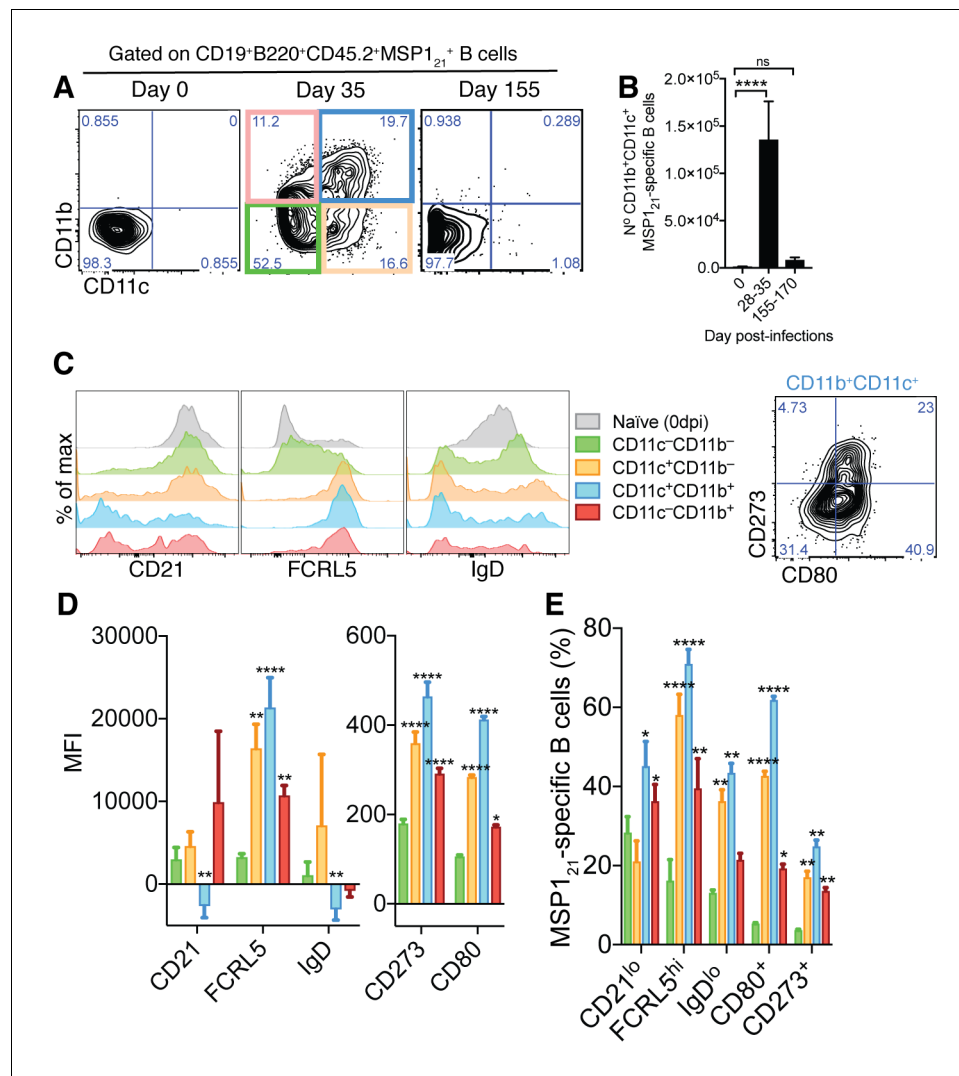 Gated on CD19⁺B220⁺CD45.2⁺MSP1₂₁⁺ B cells
A
Day 0
Day 35
Day 155
0.855
0
11.2
19.7
0.938
0.289
98.3
0.855
52.5
16.6
97.7
1.08
CD11b
CD11c
B
ns
****
2.0×10⁵
1.5×10⁵
1.0×10⁵
5.0×10⁴
0.0
Nº CD11b⁺CD11c⁺
MSP1₂₁-specific B cells
0
28-35
155-170
Day post-infections
C
% of max
CD21
FCRL5
IgD
Naïve (0dpi)
CD11c⁻CD11b⁻
CD11c⁺CD11b⁻
CD11c⁺CD11b⁺
CD11c⁻CD11b⁺
CD11b⁺CD11c⁺
4.73
23
31.4
40.9
CD273
CD80
D
MFI
30000
20000
10000
0
**
**
****
**
**
CD21
FCRL5
IgD
600
400
200
0
****
****
****
****
****
*
CD273
CD80
E
MSP1₂₁-specific B cells (%)
80
60
40
20
0
*
*
****
****
**
**
**
****
****
*
**
**
**
CD21ˡᵒ
FCRL5ʰⁱ
IgDˡᵒ
CD80⁺
CD273⁺